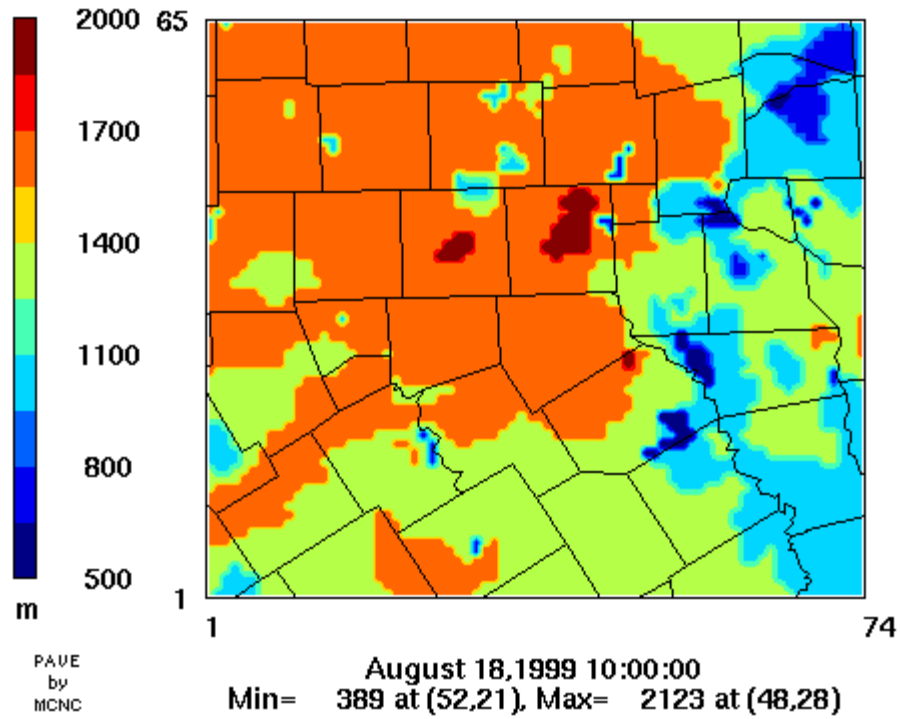 2000
1700
1400
1100
800
500
m
65
1
1
74
PAVE
by
MCNC
August 18,1999 10:00:00
Min= 389 at (52,21), Max= 2123 at (48,28)